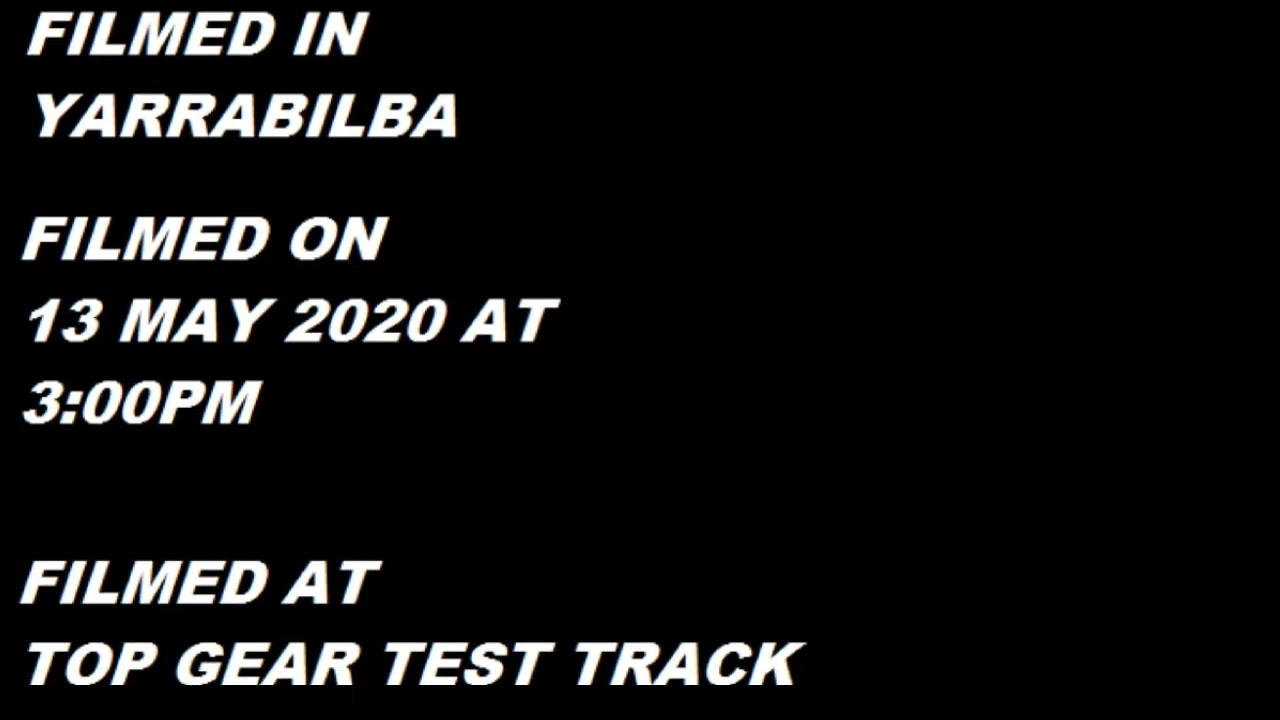 FILMED IN
YARRABILBA
FILMED ON
13 MAY 2020 AT
3:00PM
FILMED AT
TOP GEAR TEST TRACK